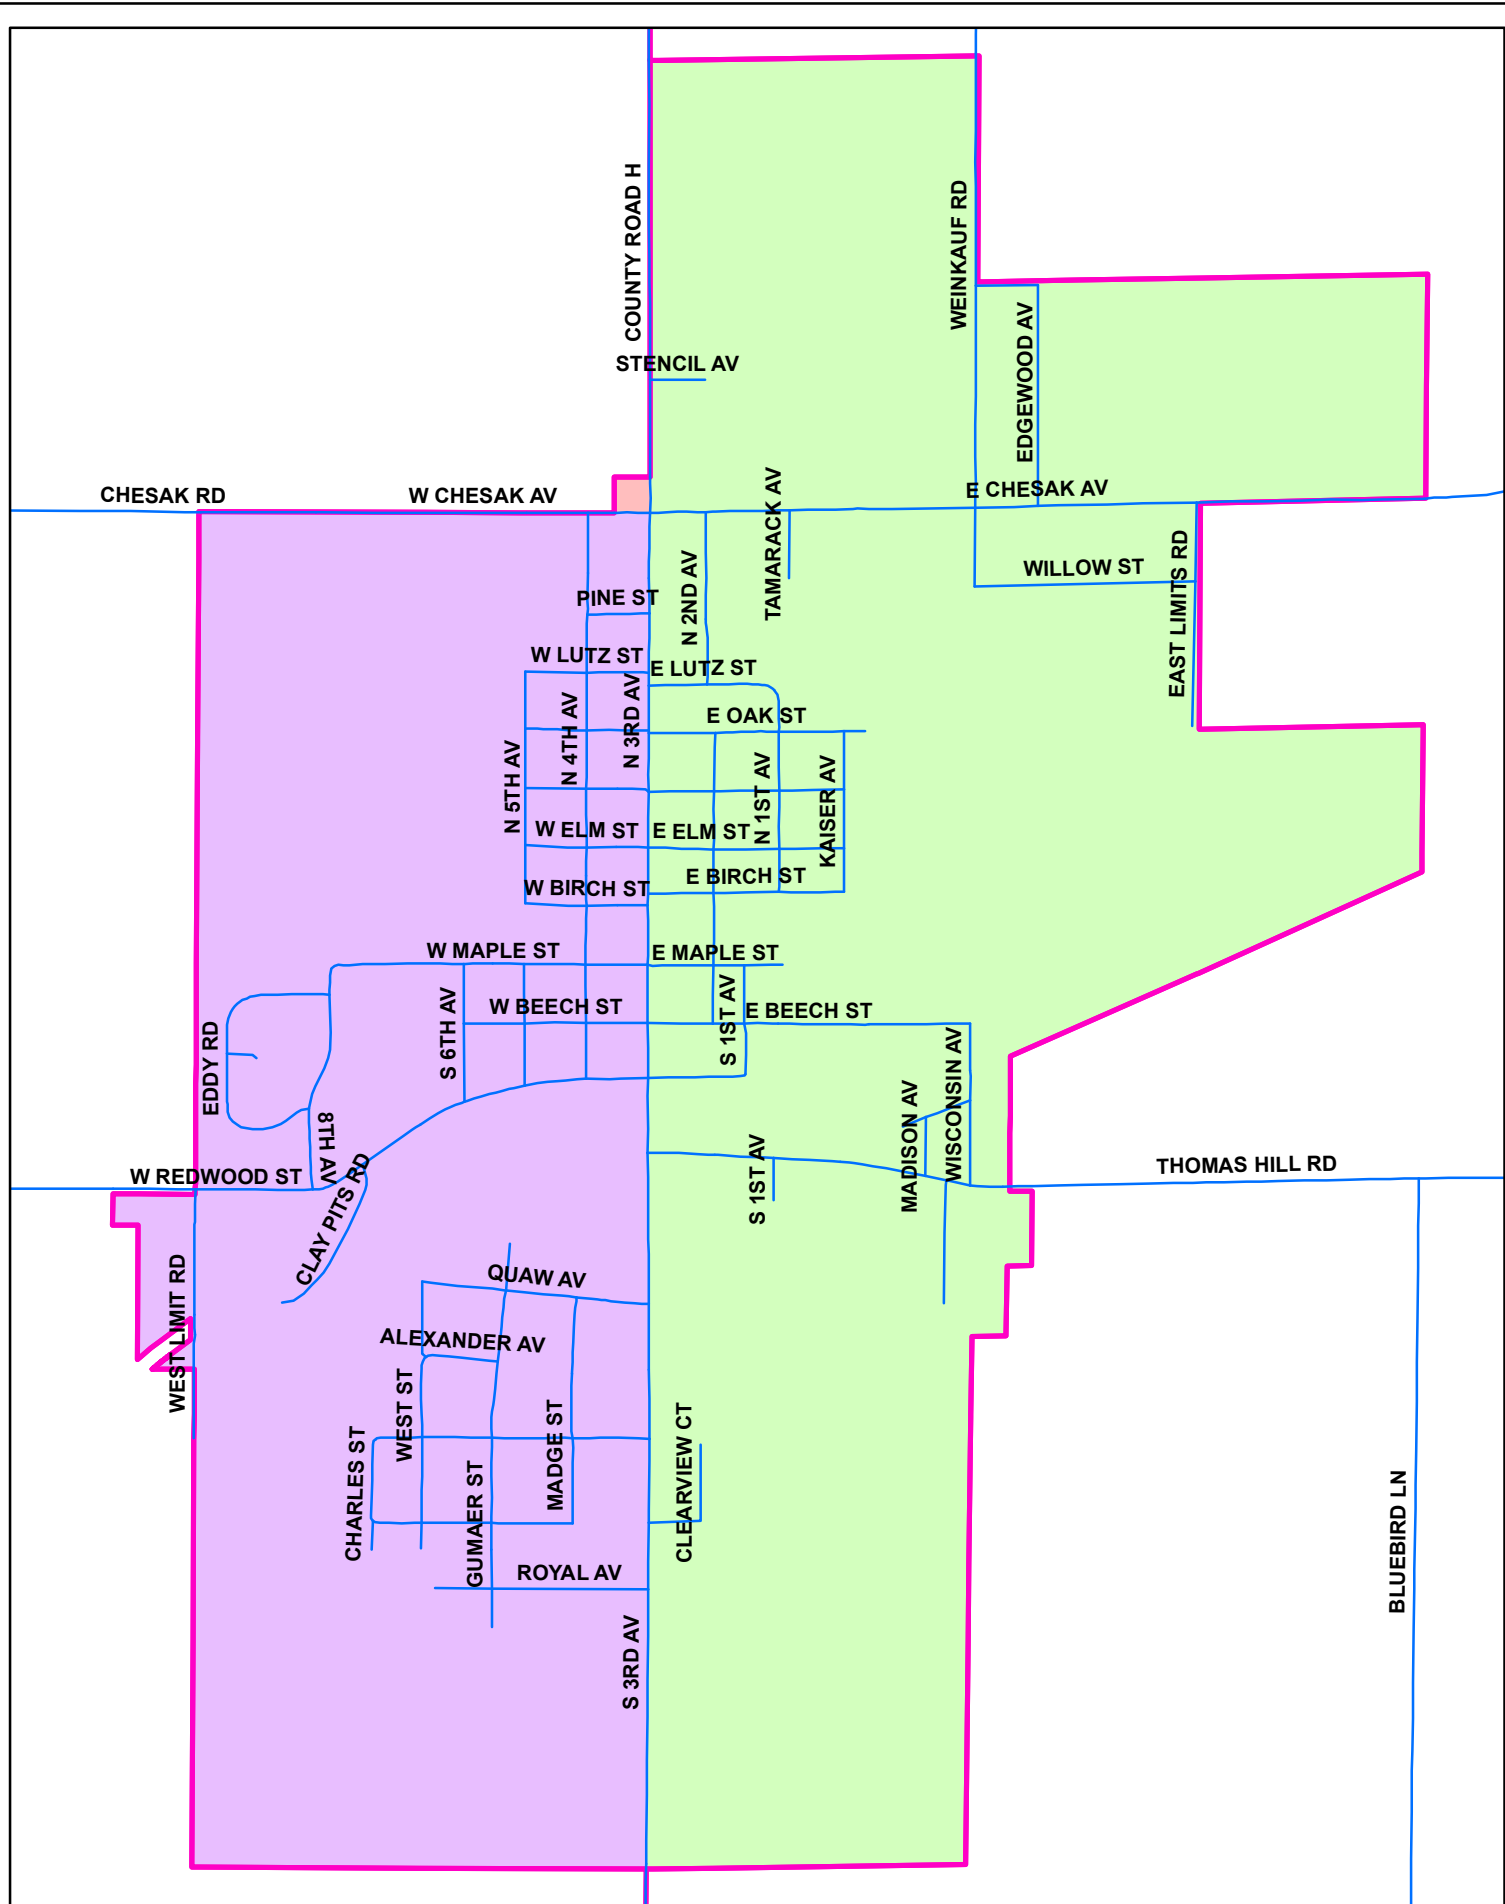 COUNTY ROAD H
WEINKAUF RD
STENCIL AV
EDGEWOOD AV
CHESAK RD
W CHESAK AV
TAMARACK AV
E CHESAK AV
N 2ND AV
WILLOW ST
EAST LIMITS RD
PINE ST
W LUTZ ST
E LUTZ ST
N 4TH AV
N 3RD AV
E OAK ST
N 5TH AV
N 1ST AV
KAISER AV
W ELM ST
E ELM ST
W BIRCH ST
E BIRCH ST
W MAPLE ST
E MAPLE ST
S 6TH AV
W BEECH ST
S 1ST AV
E BEECH ST
EDDY RD
WISCONSIN AV
MADISON AV
8TH AV
W REDWOOD ST
CLAY PITS RD
S 1ST AV
THOMAS HILL RD
WEST LIMIT RD
QUAW AV
ALEXANDER AV
WEST ST
CHARLES ST
MADGE ST
GUMAER ST
CLEARVIEW CT
ROYAL AV
BLUEBIRD LN
S 3RD AV